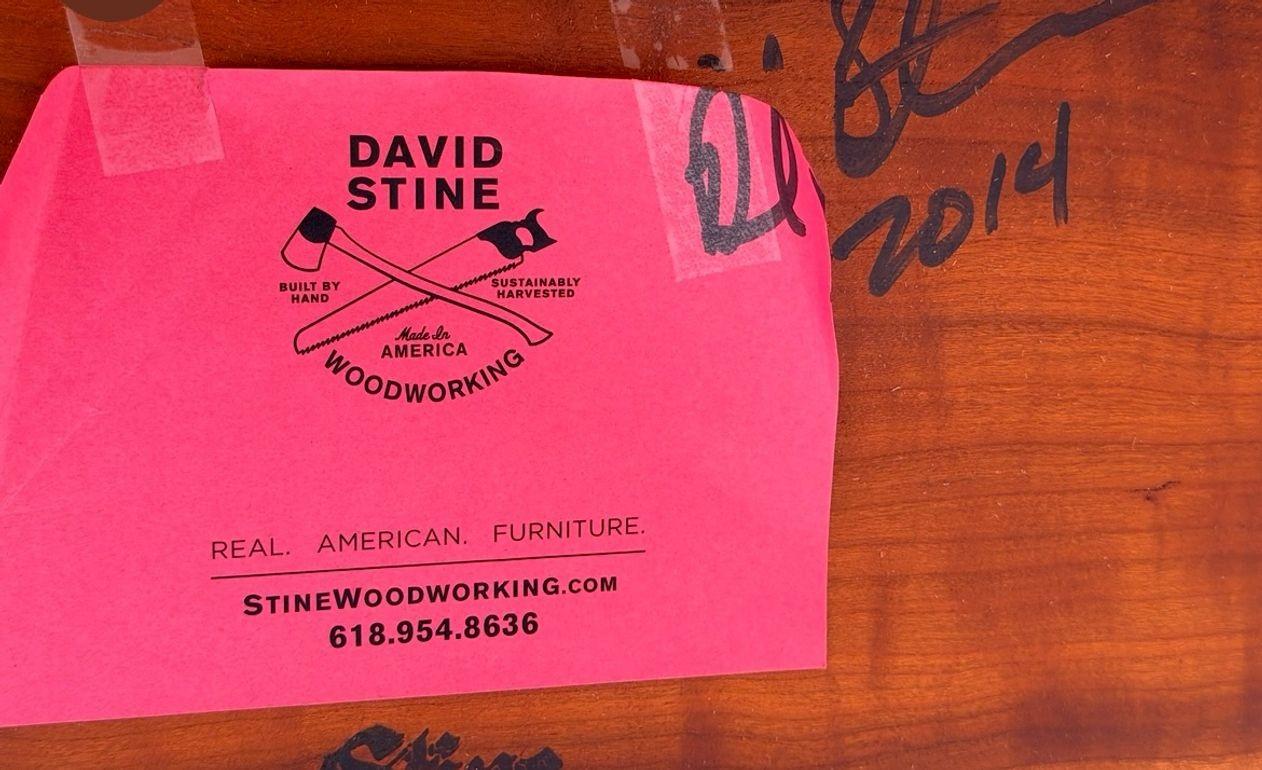 DAVID
STINE
BUILT BY
HAND
SUSTAINABLY
HARVESTED
Made In
AMERICA
WOODWORKING
REAL. AMERICAN. FURNITURE.
STINEWOODWORKING.COM
618.954.8636
2014